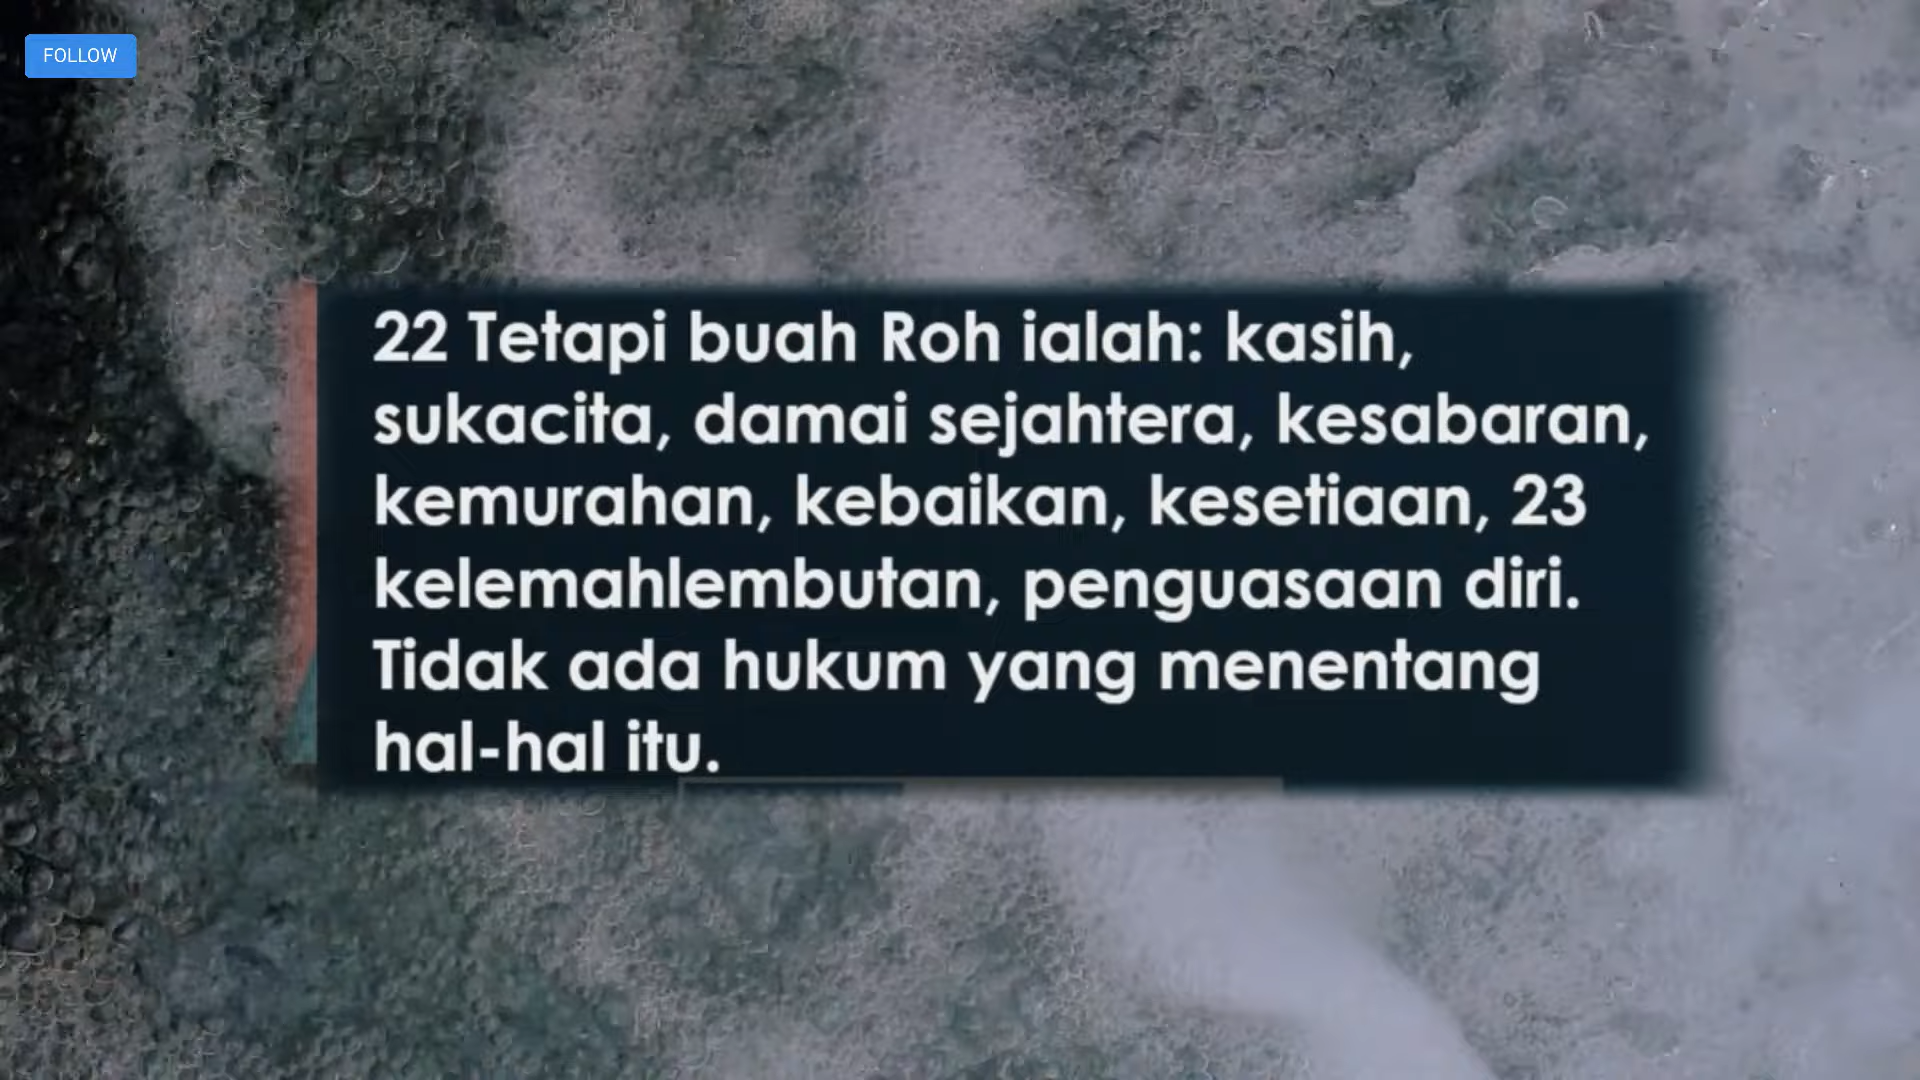 FOLLOW
22 Tetapi buah Roh ialah: kasih,
sukacita, damai sejahtera, kesabaran,
kemurahan, kebaikan, kesetiaan, 23
kelemahlembutan, penguasaan diri.
Tidak ada hukum yang menentang
hal-hal itu.